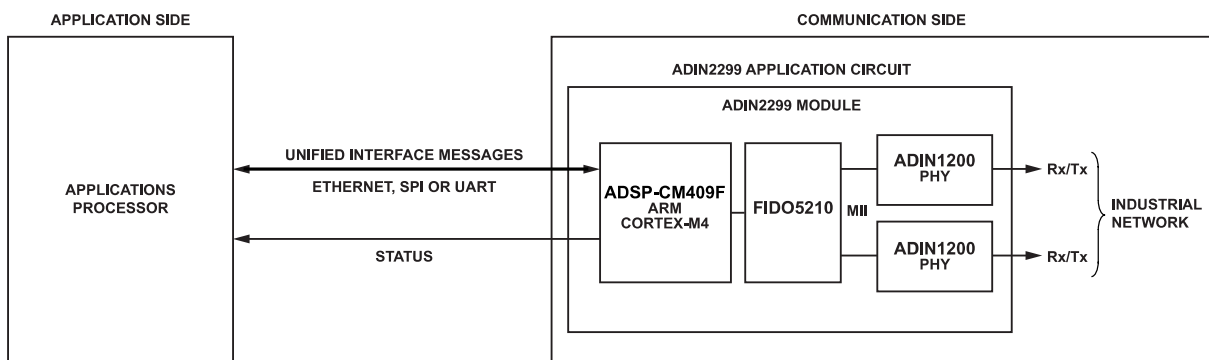 APPLICATION SIDE
COMMUNICATION SIDE
ADIN2299 APPLICATION CIRCUIT
ADIN2299 MODULE
APPLICATIONS
PROCESSOR
UNIFIED INTERFACE MESSAGES
ETHERNET, SPI OR UART
STATUS
ADSP-CM409F
ARM
CORTEX-M4
FIDO5210
MII
ADIN1200
PHY
ADIN1200
PHY
Rx/Tx
Rx/Tx
INDUSTRIAL
NETWORK